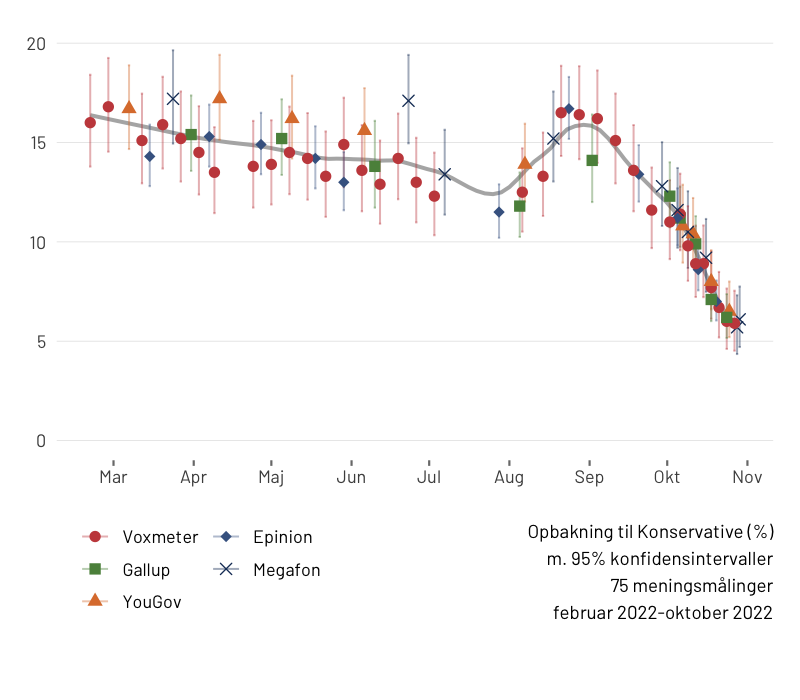 20
15
10
5
0
Mar Apr Maj Jun Jul Aug Sep Okt Nov
Voxmeter
Epinion
Gallup
Megafon
YouGov
Opbakning til Konservative (%)
m. 95% konfidensintervaller
75 meningsmålinger
februar 2022-oktober 2022